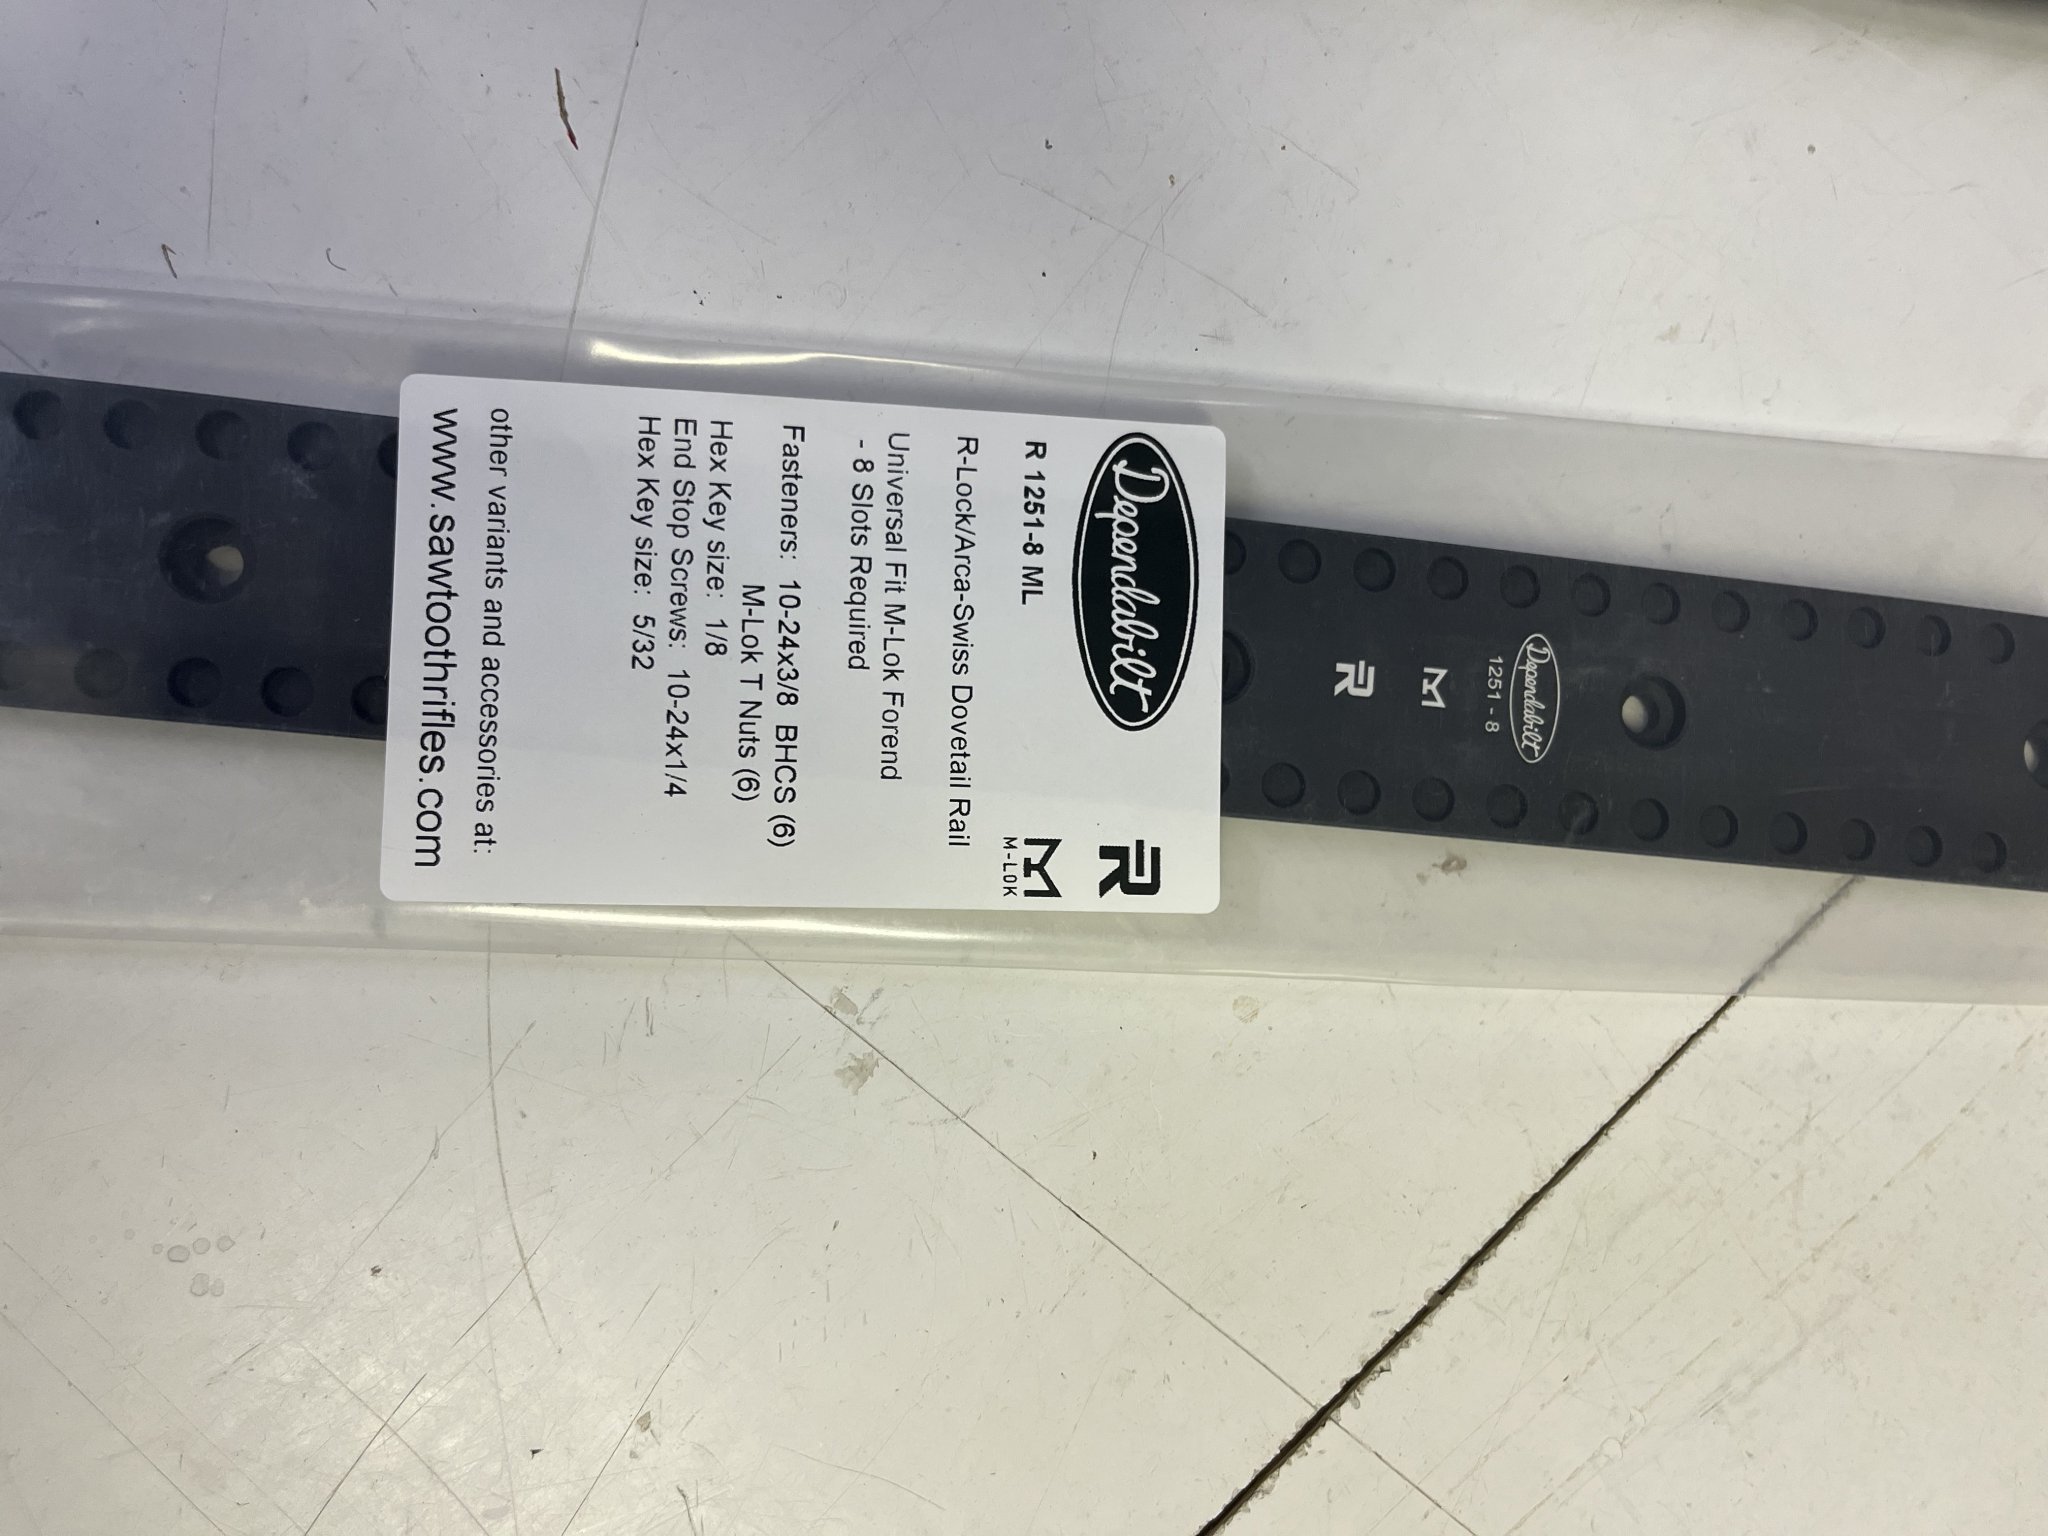 Dependabilt
R
R 1251-8 ML
M
M-LOK
R-Lock/Arca-Swiss Dovetail Rail
Universal Fit M-Lok Forend
- 8 Slots Required
Fasteners: 10-24x3/8 BHCS (6)
M-Lok T Nuts (6)
Hex Key size: 1/8
End Stop Screws: 10-24x1/4
Hex Key size: 5/32
other variants and accessories at:
www.sawtoothrifles.com
Dependabilt
1251 - 8
M
R